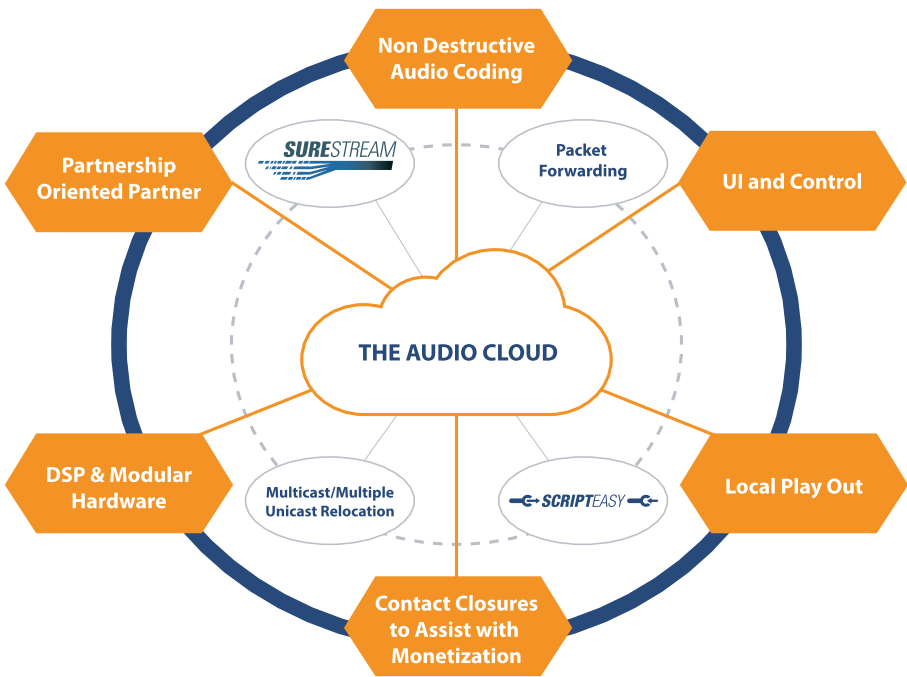 Non Destructive
Audio Coding
SURESTREAM
Packet
Forwarding
Partnership
Oriented Partner
UI and Control
THE AUDIO CLOUD
DSP & Modular
Hardware
Multicast/Multiple
Unicast Relocation
SCRIPTEASY
Local Play Out
Contact Closures
to Assist with
Monetization